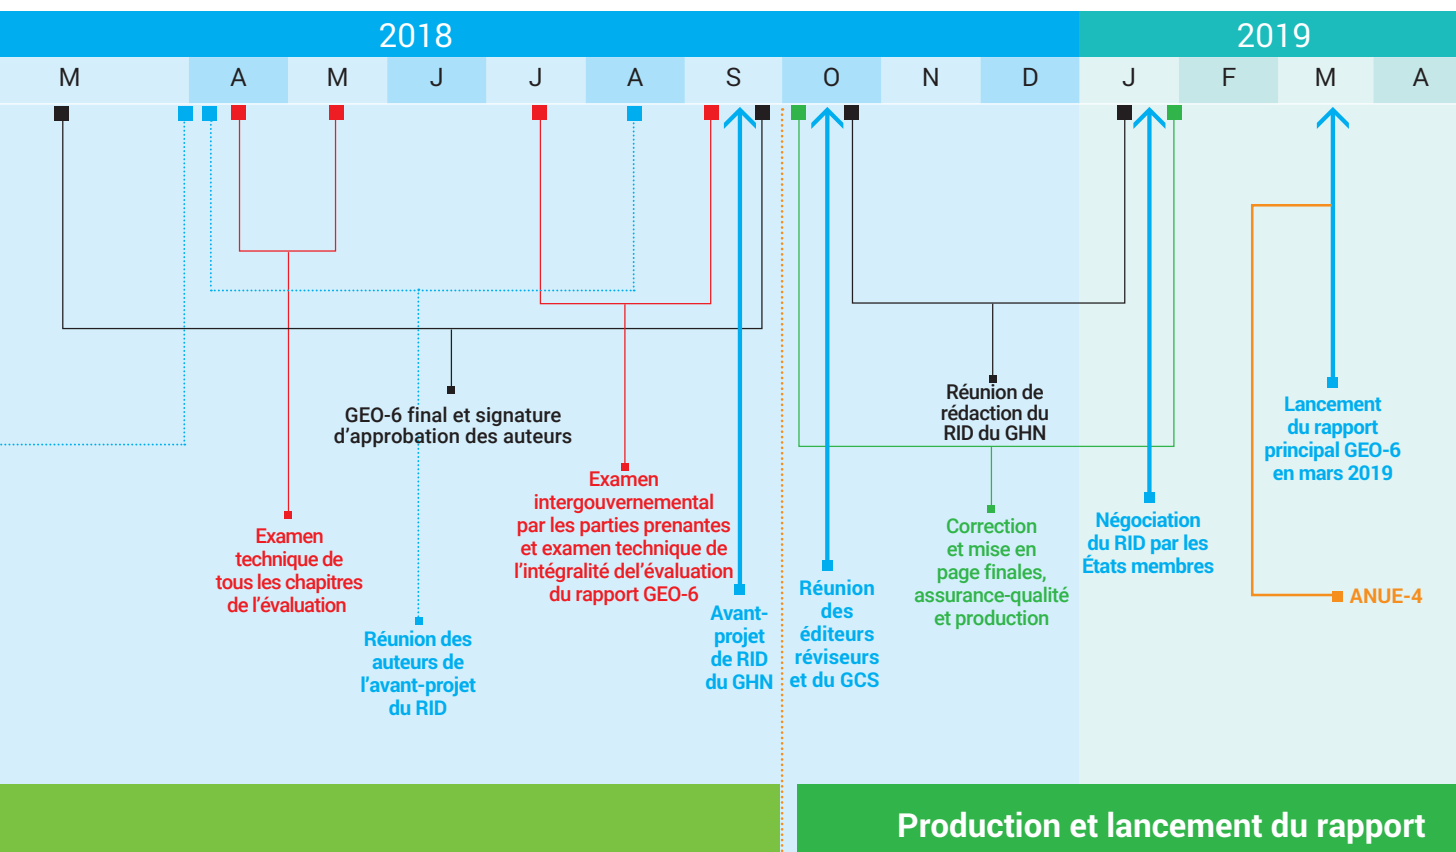 2018
2019
M A M J J A S O N D J F M A
GEO-6 final et signature
d'approbation des auteurs
Réunion de
rédaction du
RID du GHN
Lancement
du rapport
principal GEO-6
en mars 2019
Examen
intergouvernemental
par les parties prenantes
et examen technique de
l'intégralité del'évaluation
du rapport GEO-6
Examen
technique de
tous les chapitres
de l'évaluation
Correction
et mise en
page finales,
assurance-qualité
et production
Négociation
du RID par les
États membres
Réunion
des
éditeurs
réviseurs
et du GCS
ANUE-4
Avant-
projet
de RID
du GHN
Réunion des
auteurs de
l'avant-projet
du RID
Production et lancement du rapport